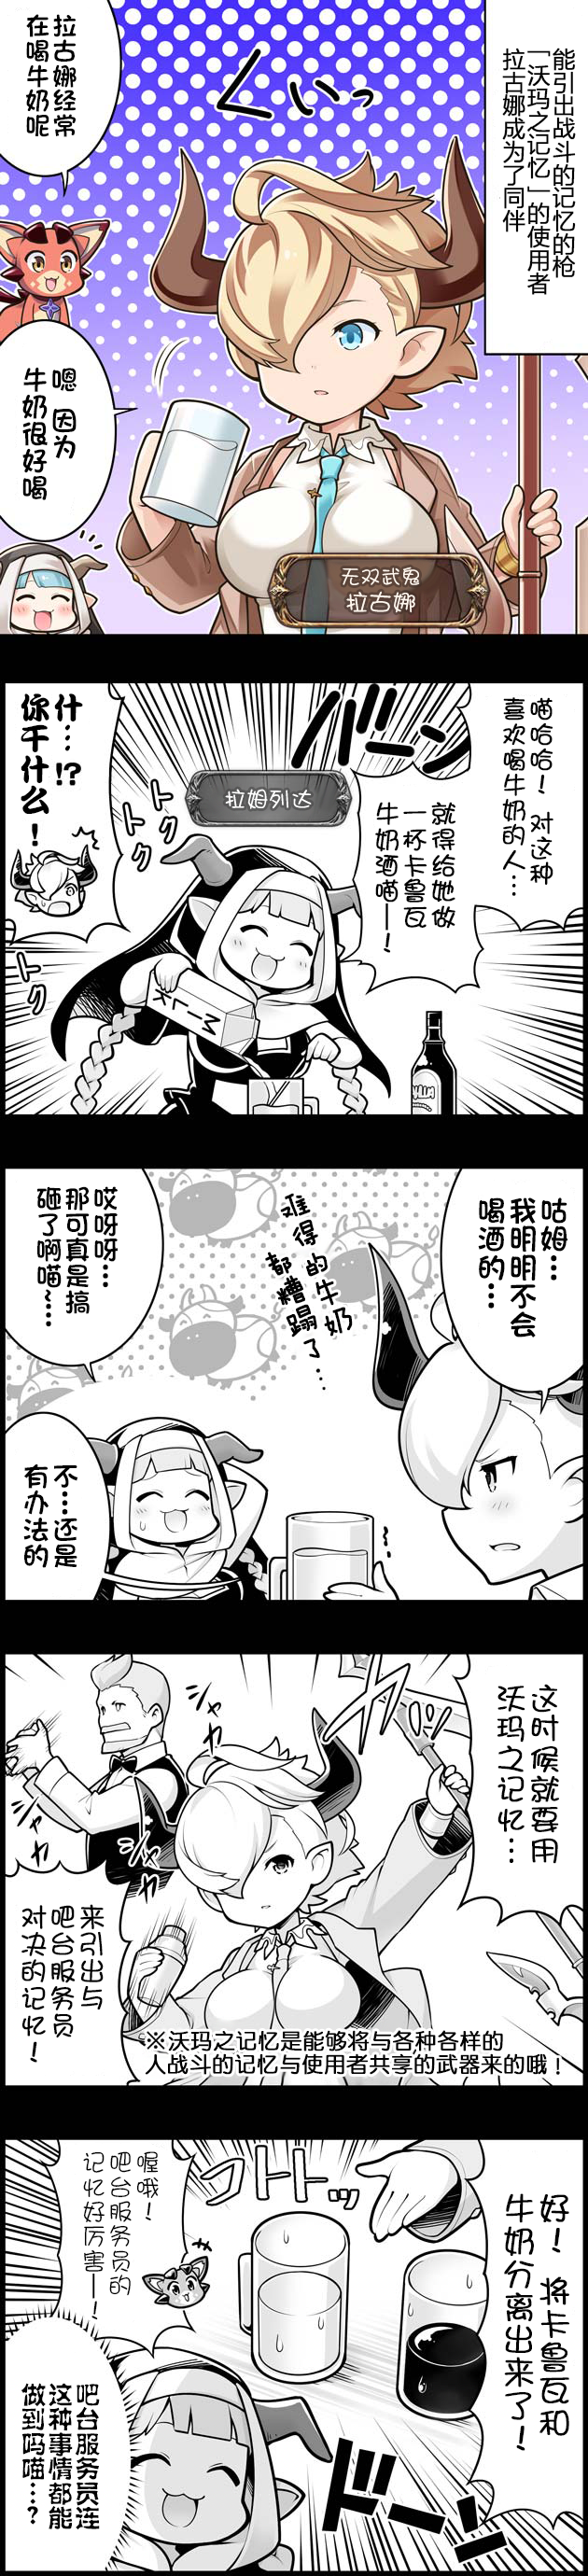 能引出战斗的记忆的枪
「沃玛之记忆」的使用者
拉古娜成为了同伴
くいっ
拉古娜经常
在喝牛奶呢
嗯 因为
牛奶很好喝
无双武鬼
拉古娜
喵哈哈！对这种
喜欢喝牛奶的人…
バーン
就得给她做
一杯卡鲁瓦
牛奶酒喵——！
拉姆列达
什…⁉
你干什么！
トク
トク
トク
MILK
咕姆…
我明明不会
喝酒的…
难得的牛奶
都糟蹋了…
哎呀呀…
那可真是搞
砸了啊喵~~~
不…还是
有办法的
这时候就要用
沃玛之记忆…
シャカ
シャカ
来引出与
吧台服务员
对决的记忆！
※沃玛之记忆是能够将与各种各样的
人战斗的记忆与使用者共享的武器来的哦！
好！将卡鲁瓦和
牛奶分离出来了！
コトトッ
喔哦！
吧台服务员的
记忆好厉害——！
吧台服务员连
这种事情都能
做到吗喵…？
ドーン